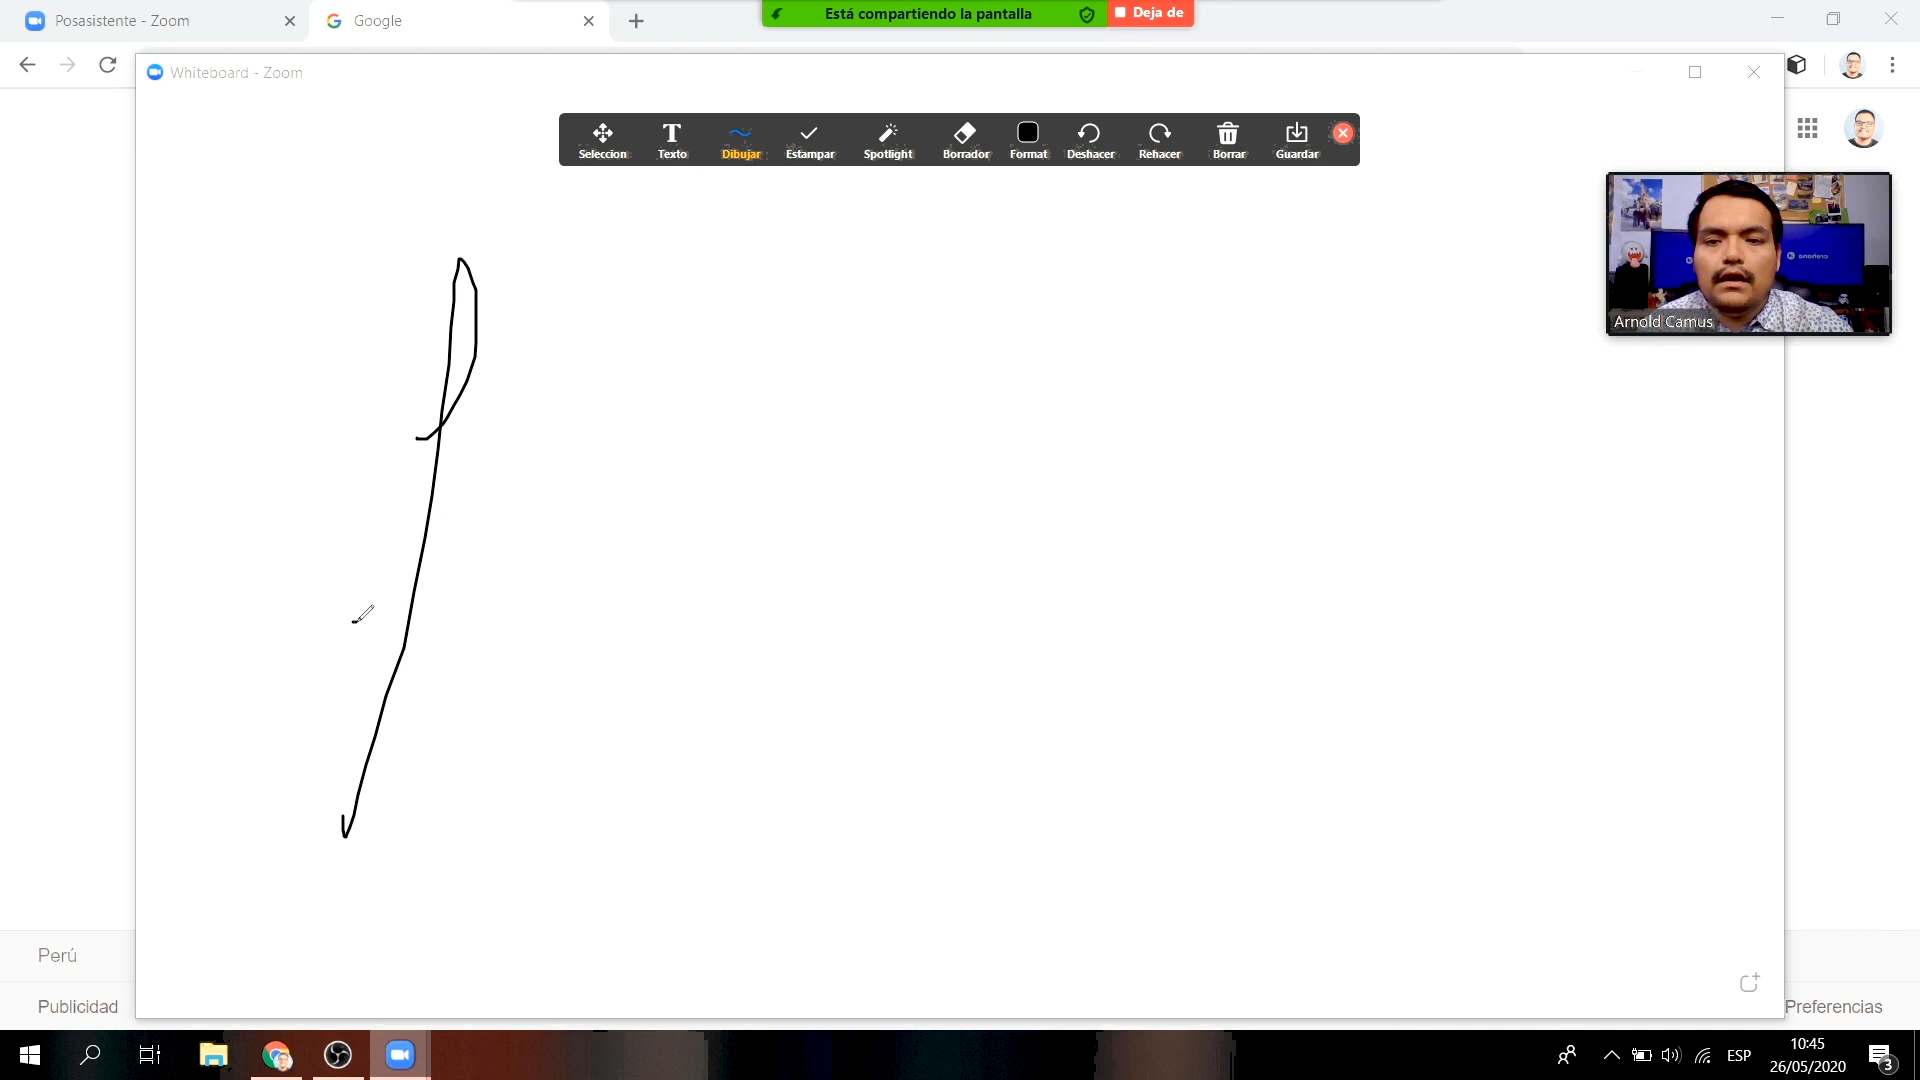 Posasistente - Zoom
Google
Está compartiendo la pantalla
Deja de
Whiteboard - Zoom
Seleccion
Texto
Dibujar
Estampar
Spotlight
Borrador
Format
Deshacer
Rehacer
Borrar
Guardar
Arnold Camus
Perú
Publicidad
Preferencias
ESP
10:45
26/05/2020
3